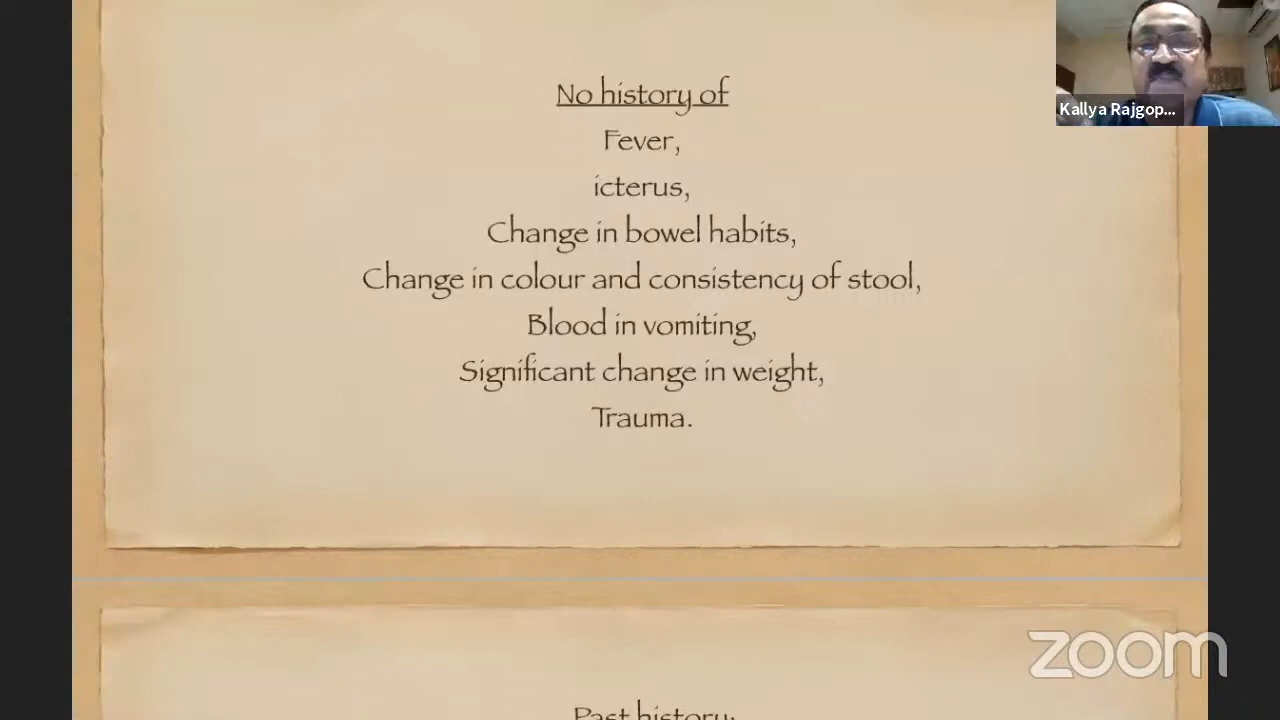 No history of
Fever,
icterus,
Change in bowel habits,
Change in colour and consistency of stool,
Blood in vomiting,
Significant change in weight,
Trauma.
Kallya Rajgop...
zoom
Past history: